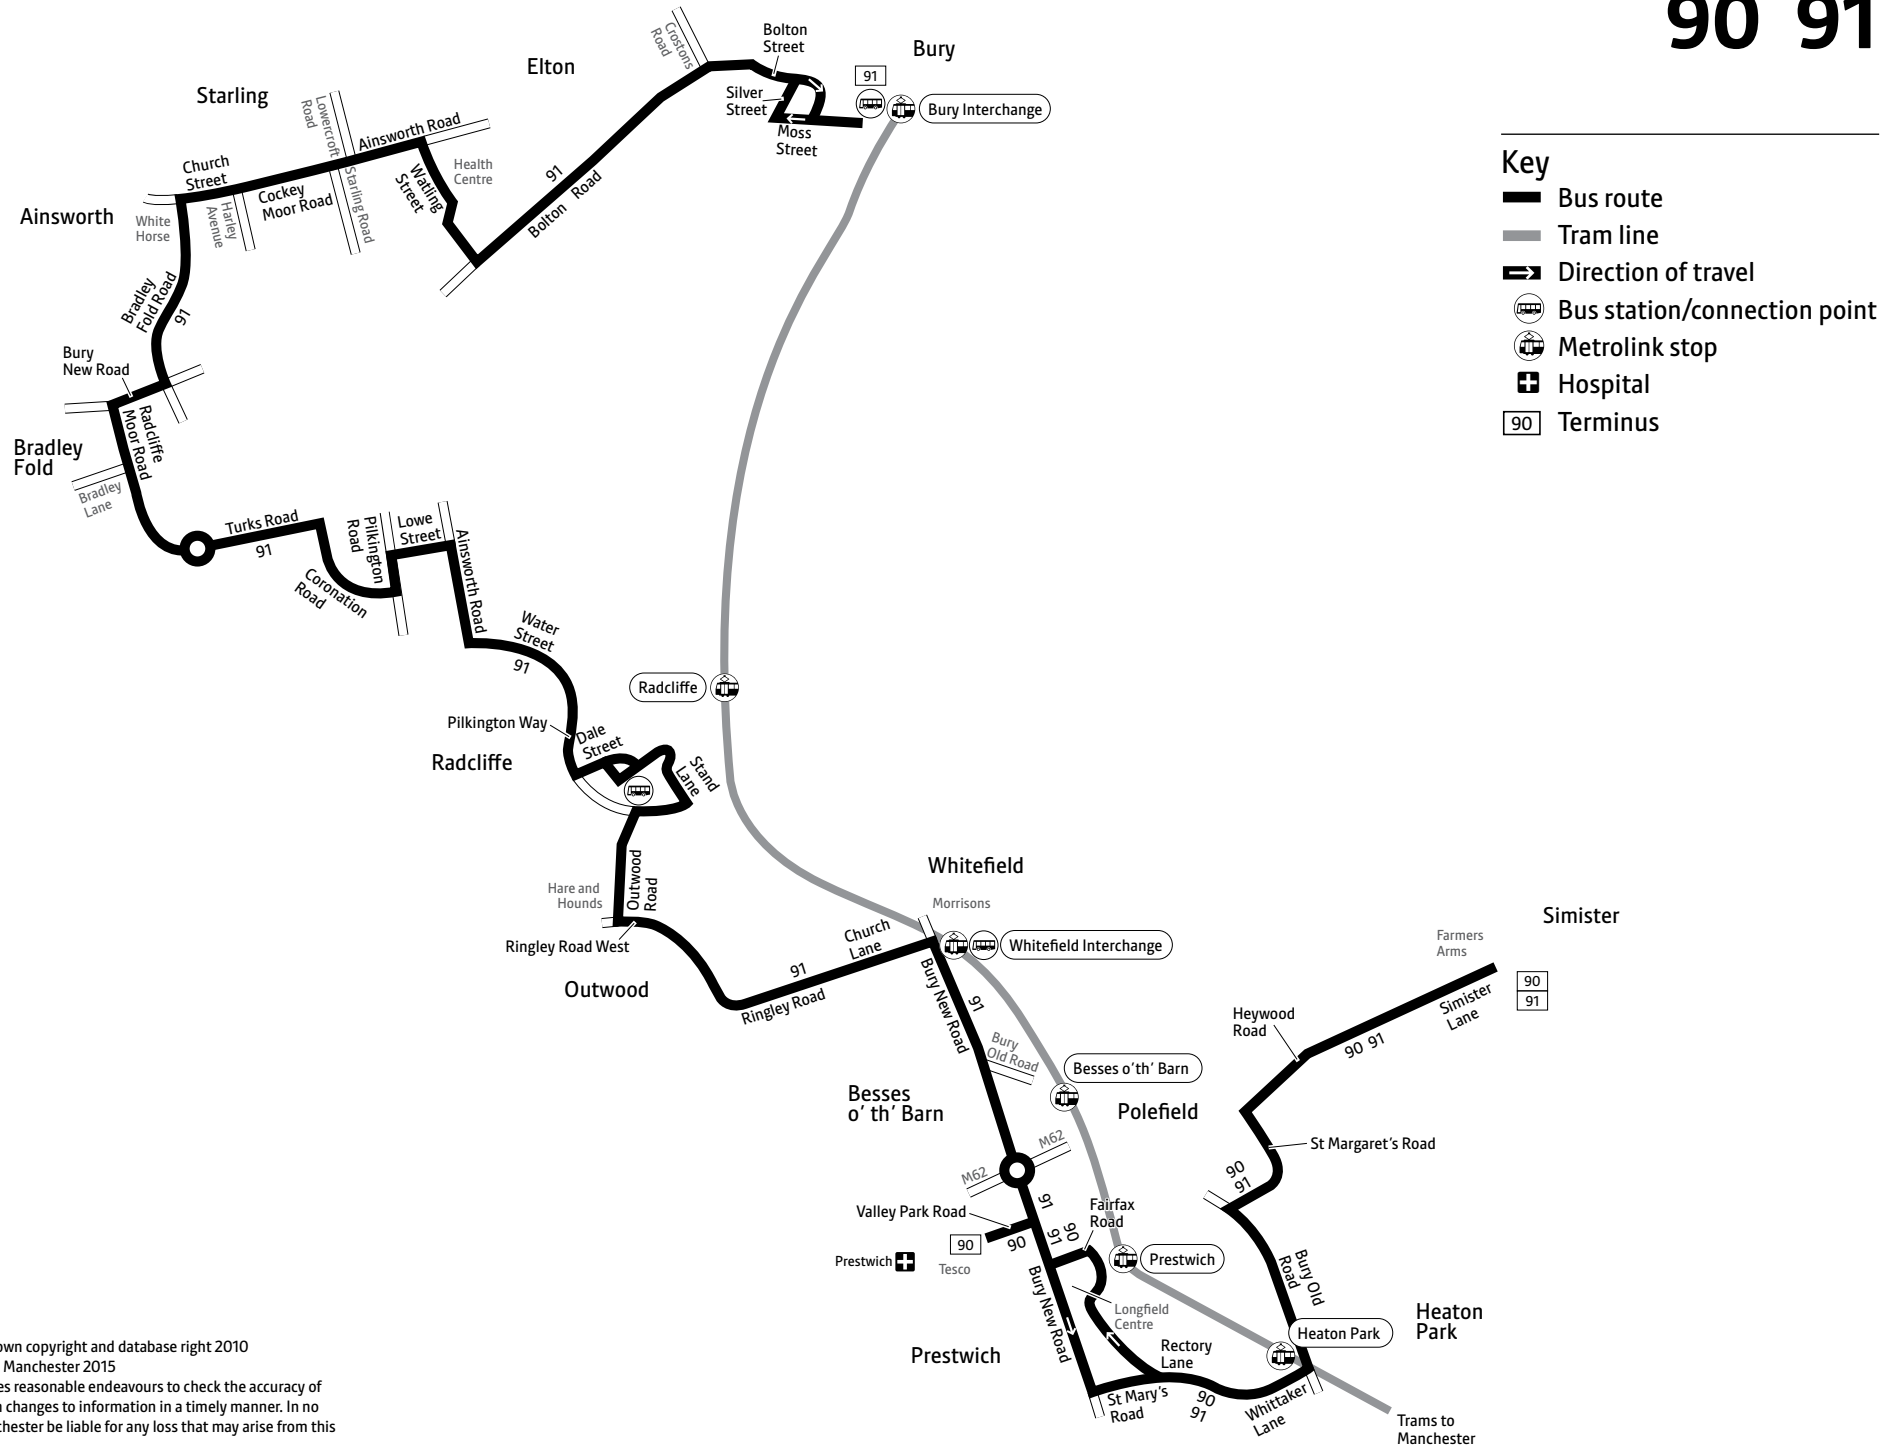 90 91
Key
Bus route
Tram line
Direction of travel
Bus station/connection point
Metrolink stop
Hospital
90 Terminus
Bury
Bolton
Street
Crostons
Road
Elton
91
Silver
Street
Bury Interchange
Moss
Street
Starling
Lowercroft
Road
Ainsworth Road
Church
Street
Health
Centre
Watling
Street
91
Bolton Road
Starling Road
Cockey
Moor Road
Harley
Avenue
Ainsworth
White
Horse
Bradley
Fold Road
91
Bury
New Road
Radcliffe
Moor Road
Bradley
Fold
Bradley
Lane
Turks Road
91
Pilkington
Road
Lowe
Street
Ainsworth Road
Coronation
Road
Water
Street
91
Radcliffe
Pilkington Way
Dale
Street
Radcliffe
Stand
Lane
Hare and
Hounds
Outwood
Road
Ringley Road West
Outwood
91
Ringley Road
Church
Lane
Whitefield
Morrisons
Whitefield Interchange
Bury New Road
91
Bury
Old Road
Besses o'th' Barn
Besses
o' th' Barn
Polefield
M62
M62
91
Valley Park Road
90
90
91
90
Fairfax
Road
Prestwich
Tesco
Prestwich
Bury New Road
Longfield
Centre
Prestwich
Rectory
Lane
St Mary's
Road
90
91
Whittaker
Lane
Simister
Farmers
Arms
90
91
Simister
Lane
90 91
Heywood
Road
St Margaret's Road
90
91
Bury Old
Road
Heaton Park
Heaton
Park
Trams to
Manchester
own copyright and database right 2010
Manchester 2015
es reasonable endeavours to check the accuracy of
n changes to information in a timely manner. In no
chester be liable for any loss that may arise from this